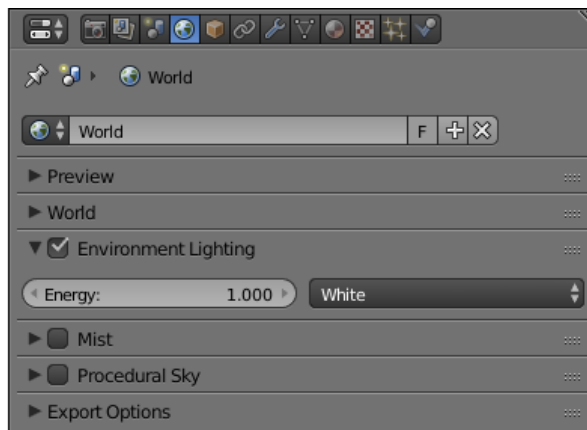 World
World F
Preview
World
Environment Lighting
Energy: 1.000 White
Mist
Procedural Sky
Export Options